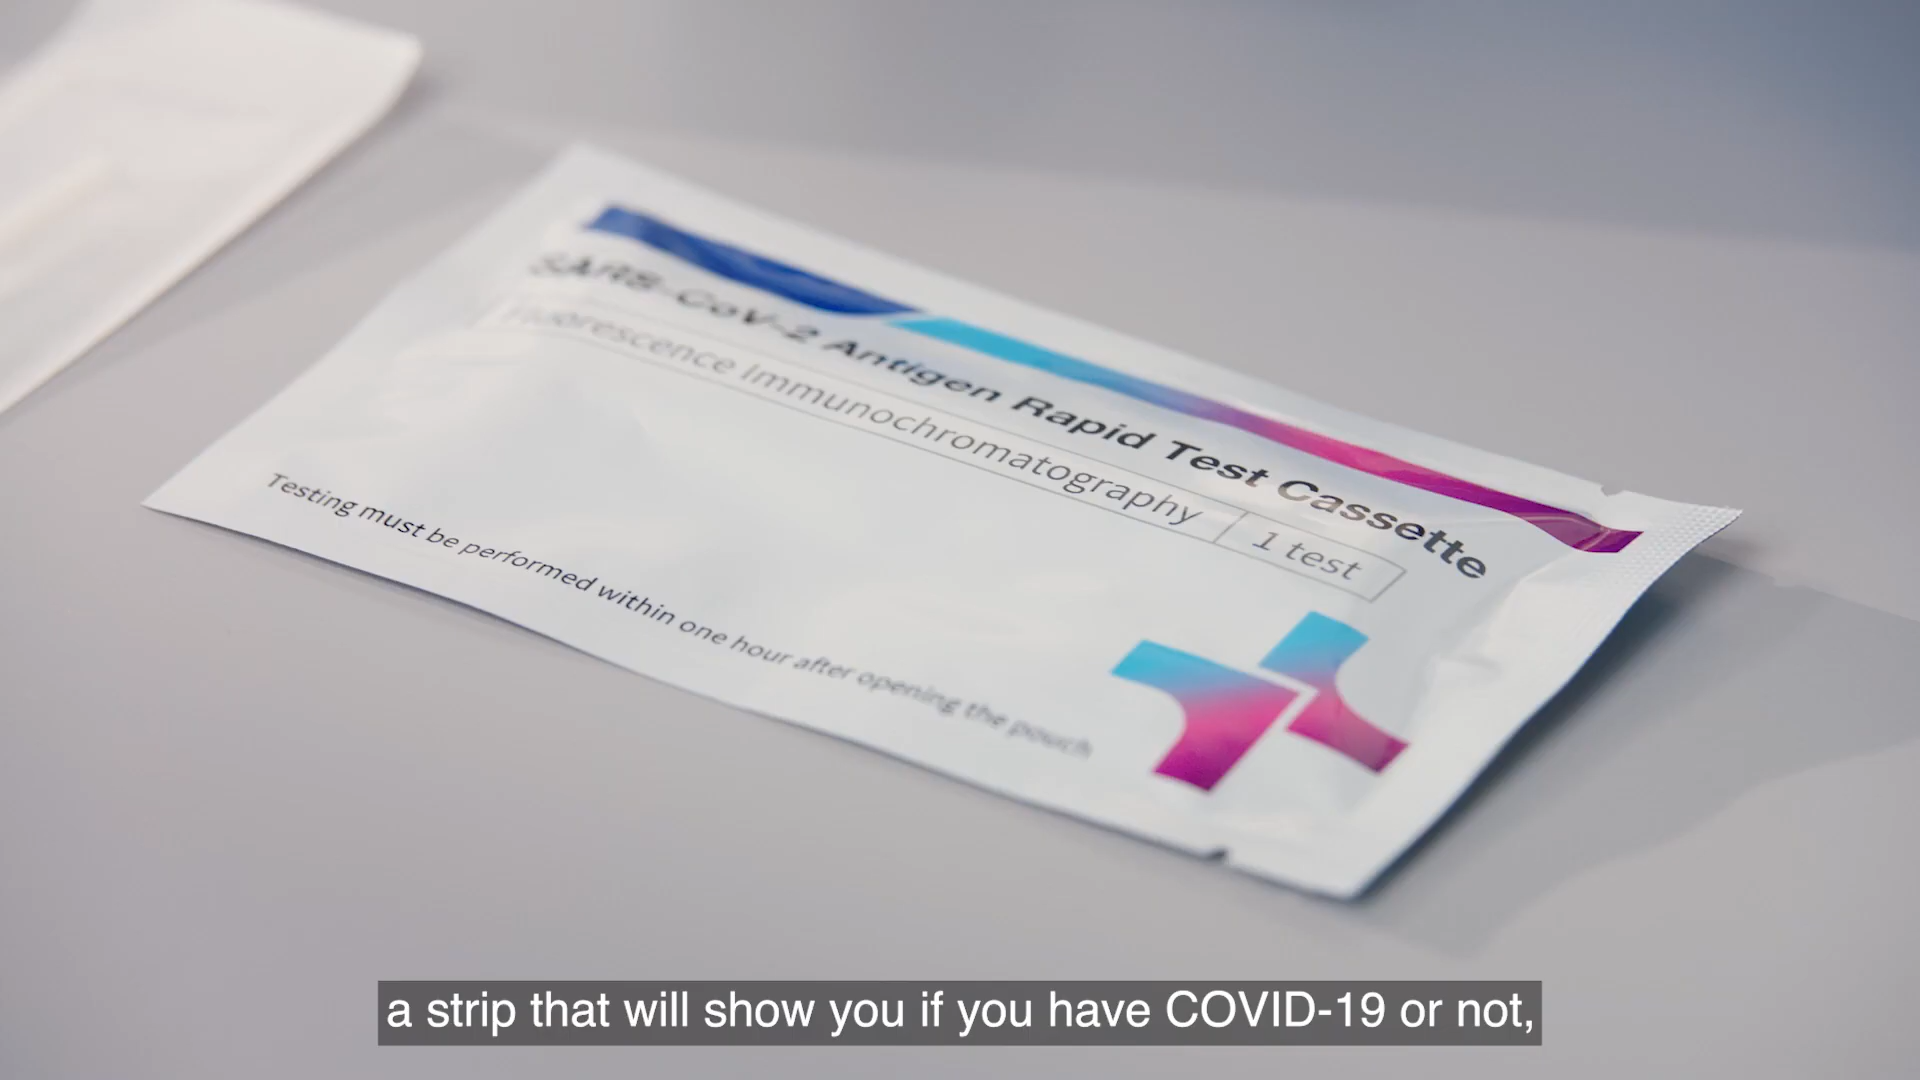 SARS-CoV-2 Antigen Rapid Test Cassette
Fluorescence Immunochromatography 1 test
Testing must be performed within one hour after opening the pouch
a strip that will show you if you have COVID-19 or not,